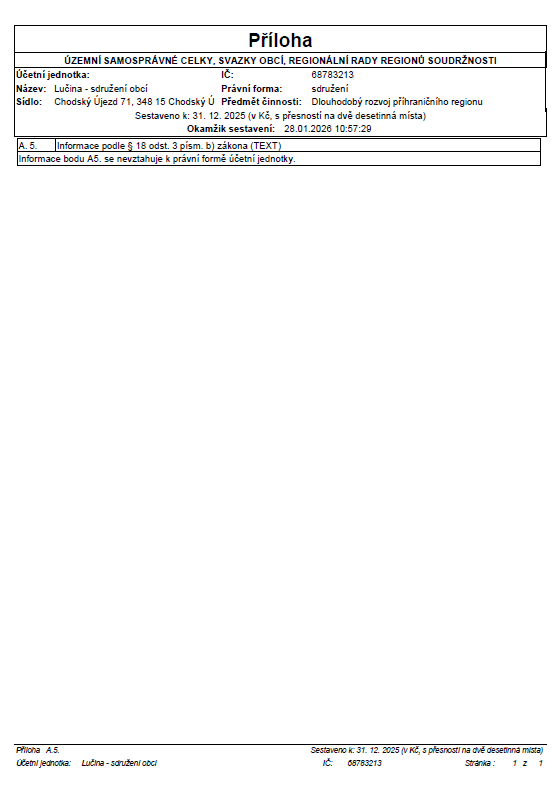 Příloha
ÚZEMNÍ SAMOSPRÁVNÉ CELKY, SVAZKY OBCÍ, REGIONÁLNÍ RADY REGIONŮ SOUDRŽNOSTI
Účetní jednotka: IČ: 68783213
Název: Lučina - sdružení obcí Právní forma: sdružení
Sídlo: Chodský Újezd 71, 348 15 Chodský Ú Předmět činnosti: Dlouhodobý rozvoj příhraničního regionu
Sestaveno k: 31. 12. 2025 (v Kč, s přesností na dvě desetinná místa)
Okamžik sestavení: 28.01.2026 10:57:29
A. 5. Informace podle § 18 odst. 3 písm. b) zákona (TEXT)
Informace bodu A5. se nevztahuje k právní formě účetní jednotky.
Příloha A.5. Sestaveno k: 31. 12. 2025 (v Kč, s přesností na dvě desetinná místa)
Účetní jednotka: Lučina - sdružení obcí IČ: 68783213 Stránka : 1 z 1